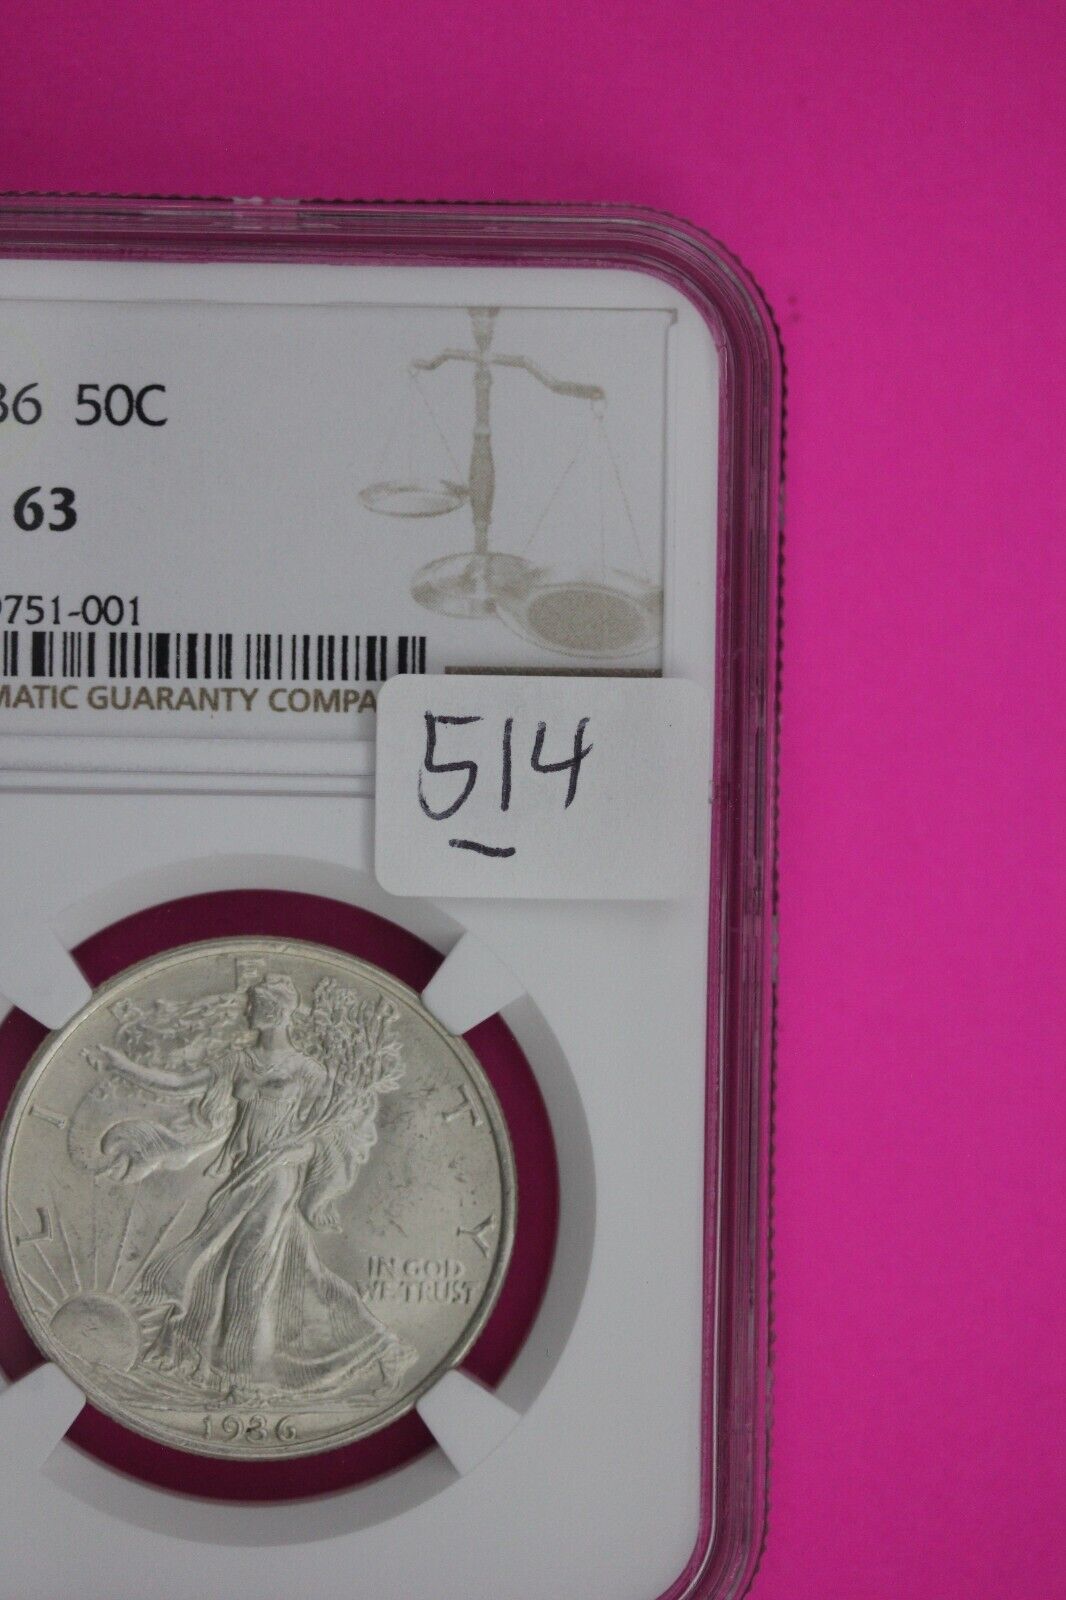 36 50C
63
9751-001
MATIC GUARANTY COMPA
514
LIBERTY
IN GOD
WE TRUST
1936